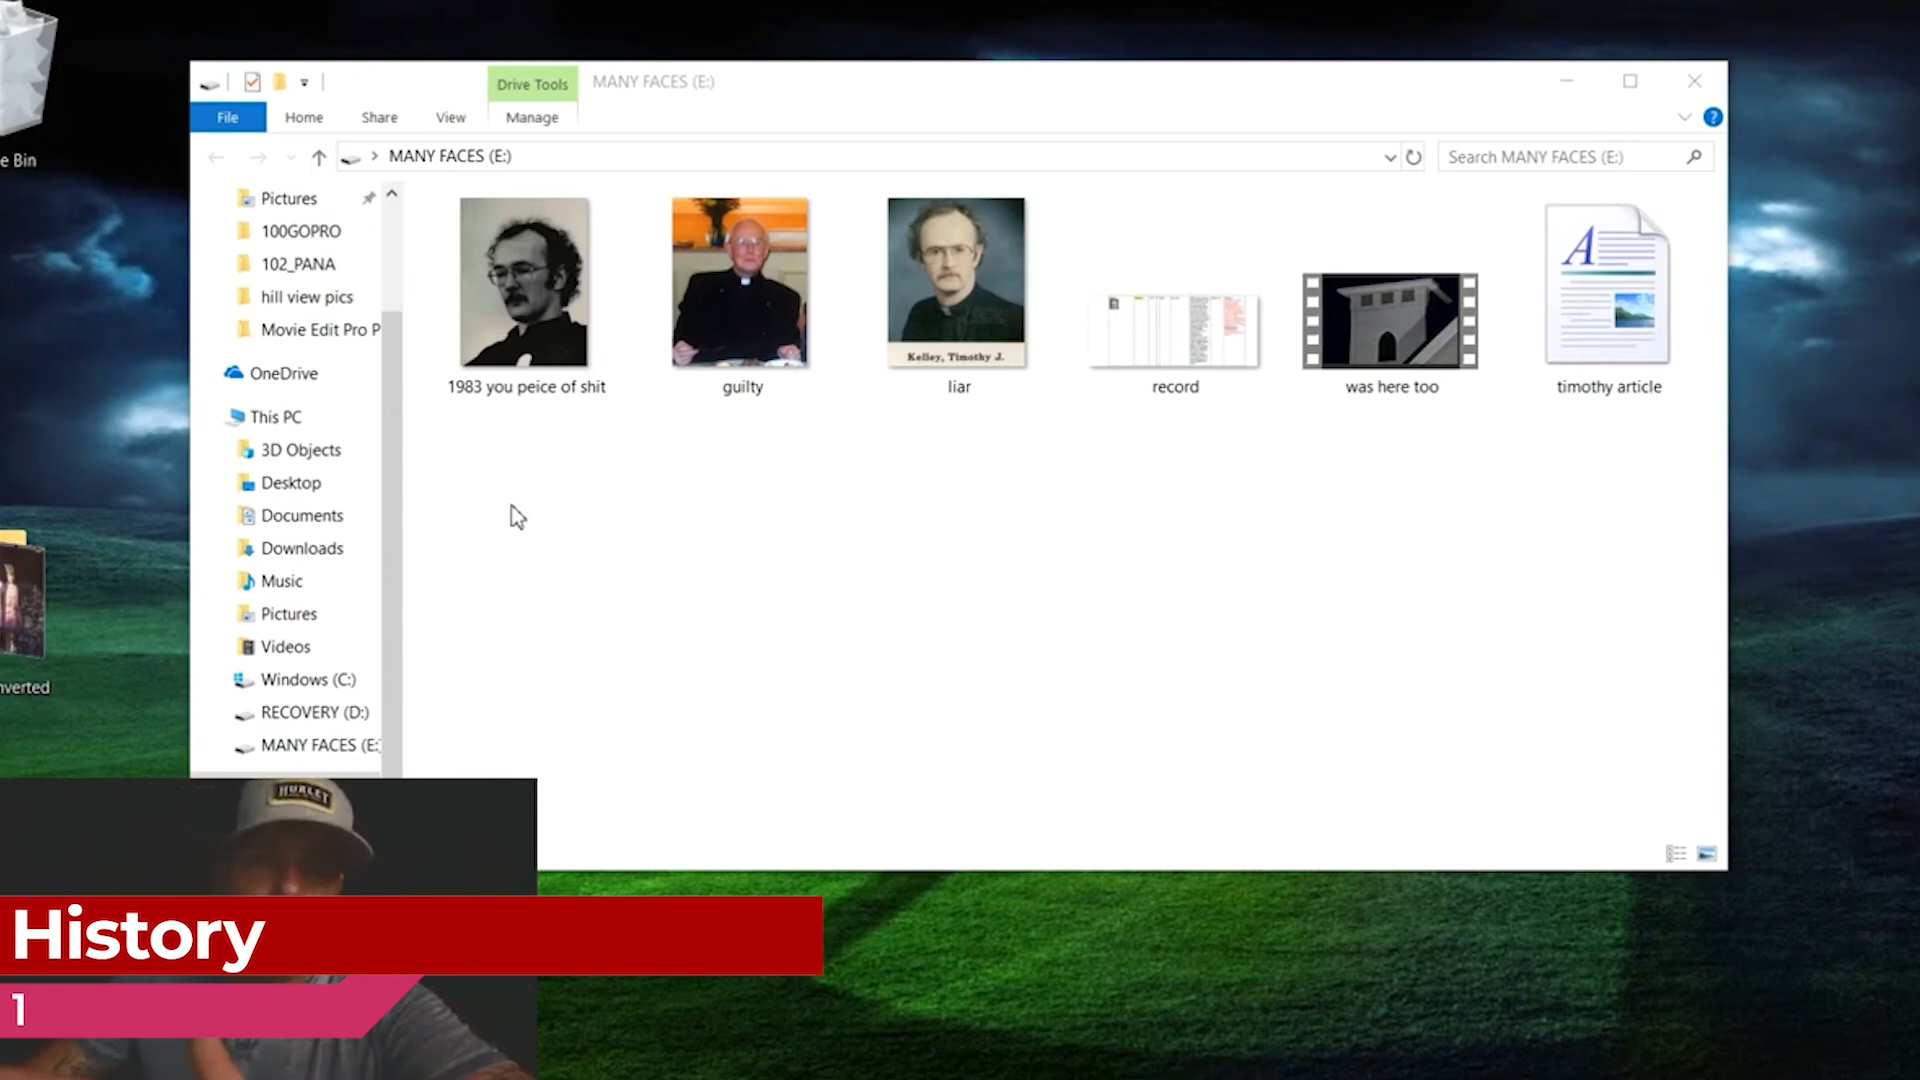 e Bin
Drive Tools
MANY FACES (E:)
File
Home
Share
View
Manage
?
MANY FACES (E:)
Search MANY FACES (E:)
Pictures
100GOPRO
102_PANA
hill view pics
Movie Edit Pro P
OneDrive
This PC
3D Objects
Desktop
Documents
Downloads
Music
Pictures
Videos
Windows (C:)
RECOVERY (D:)
MANY FACES (E:
Kelley, Timothy J.
A
1983 you peice of shit
guilty
liar
record
was here too
timothy article
nverted
HURLEY
History
1